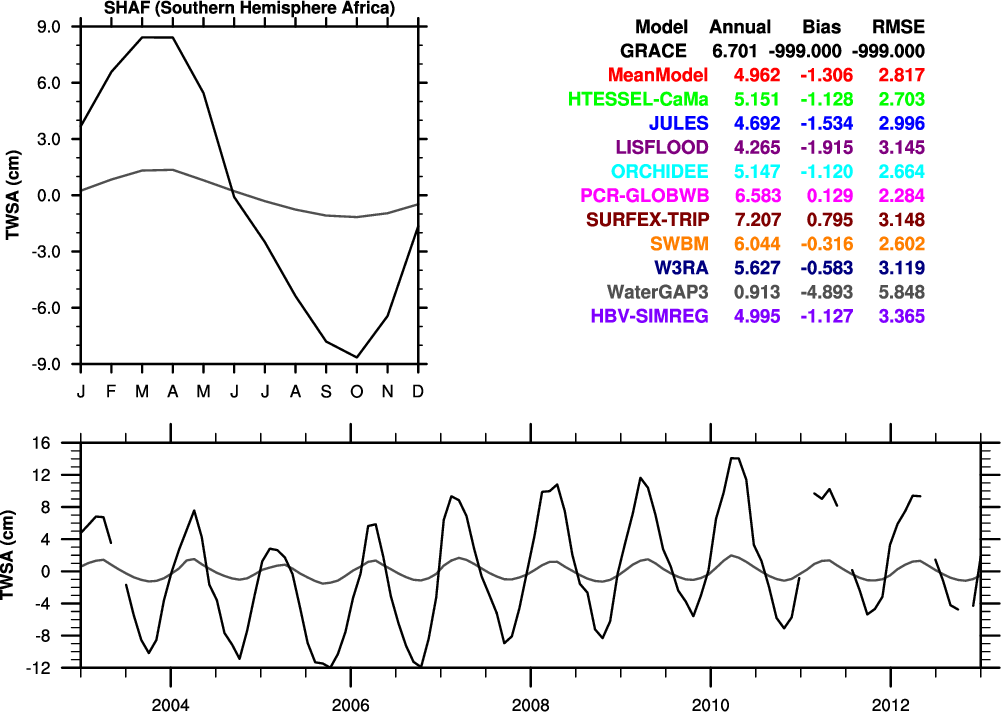 SHAF (Southern Hemisphere Africa)
9.0
6.0
3.0
0.0
-3.0
-6.0
-9.0
TWSA (cm)
J F M A M J J A S O N D
Model Annual Bias RMSE
GRACE 6.701 -999.000 -999.000
MeanModel 4.962 -1.306 2.817
HTESSEL-CaMa 5.151 -1.128 2.703
JULES 4.692 -1.534 2.996
LISFLOOD 4.265 -1.915 3.145
ORCHIDEE 5.147 -1.120 2.664
PCR-GLOBWB 6.583 0.129 2.284
SURFEX-TRIP 7.207 0.795 3.148
SWBM 6.044 -0.316 2.602
W3RA 5.627 -0.583 3.119
WaterGAP3 0.913 -4.893 5.848
HBV-SIMREG 4.995 -1.127 3.365
16
12
8
4
0
-4
-8
-12
TWSA (cm)
2004 2006 2008 2010 2012